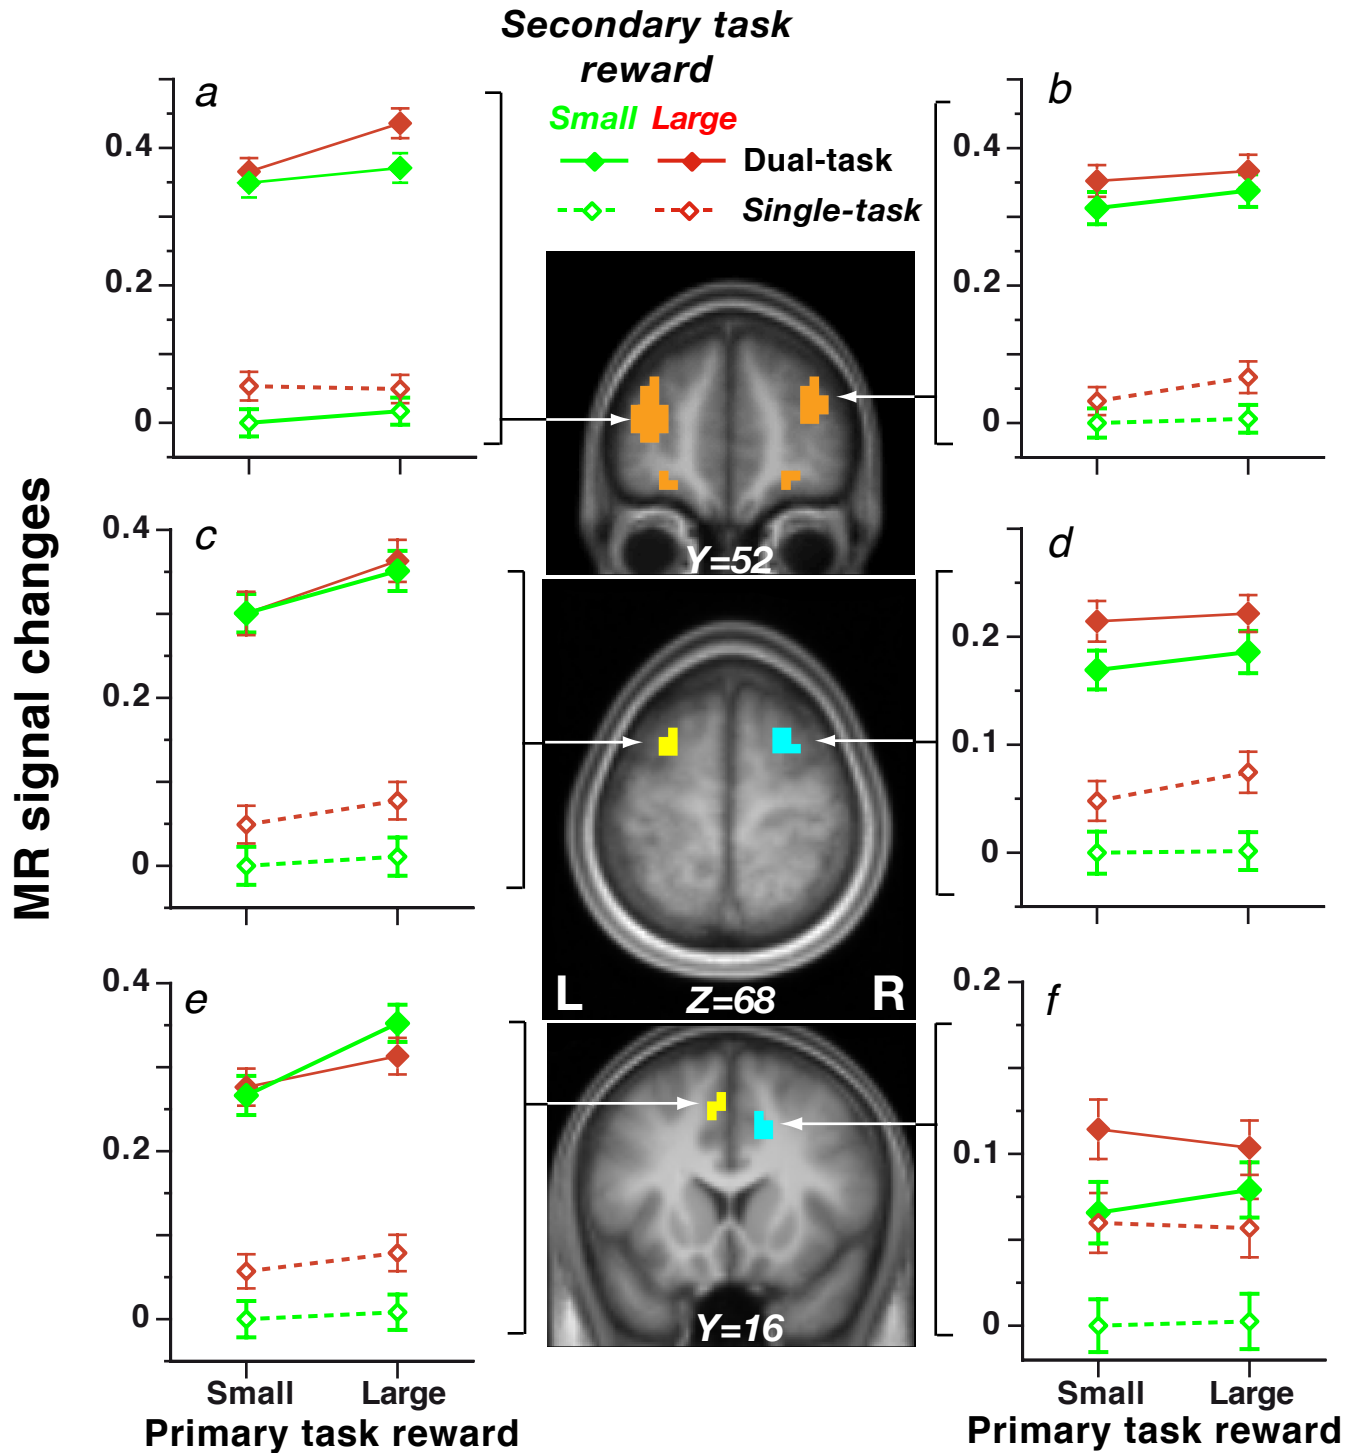 Secondary task
reward
Small Large
Dual-task
Single-task
MR signal changes
a
0.4
0.2
0
b
0.4
0.2
0
Y=52
c
0.4
0.2
0
d
0.2
0.1
0
L Z=68 R
e
0.4
0.2
0
Small Large
Primary task reward
Y=16
f
0.2
0.1
0
Small Large
Primary task reward